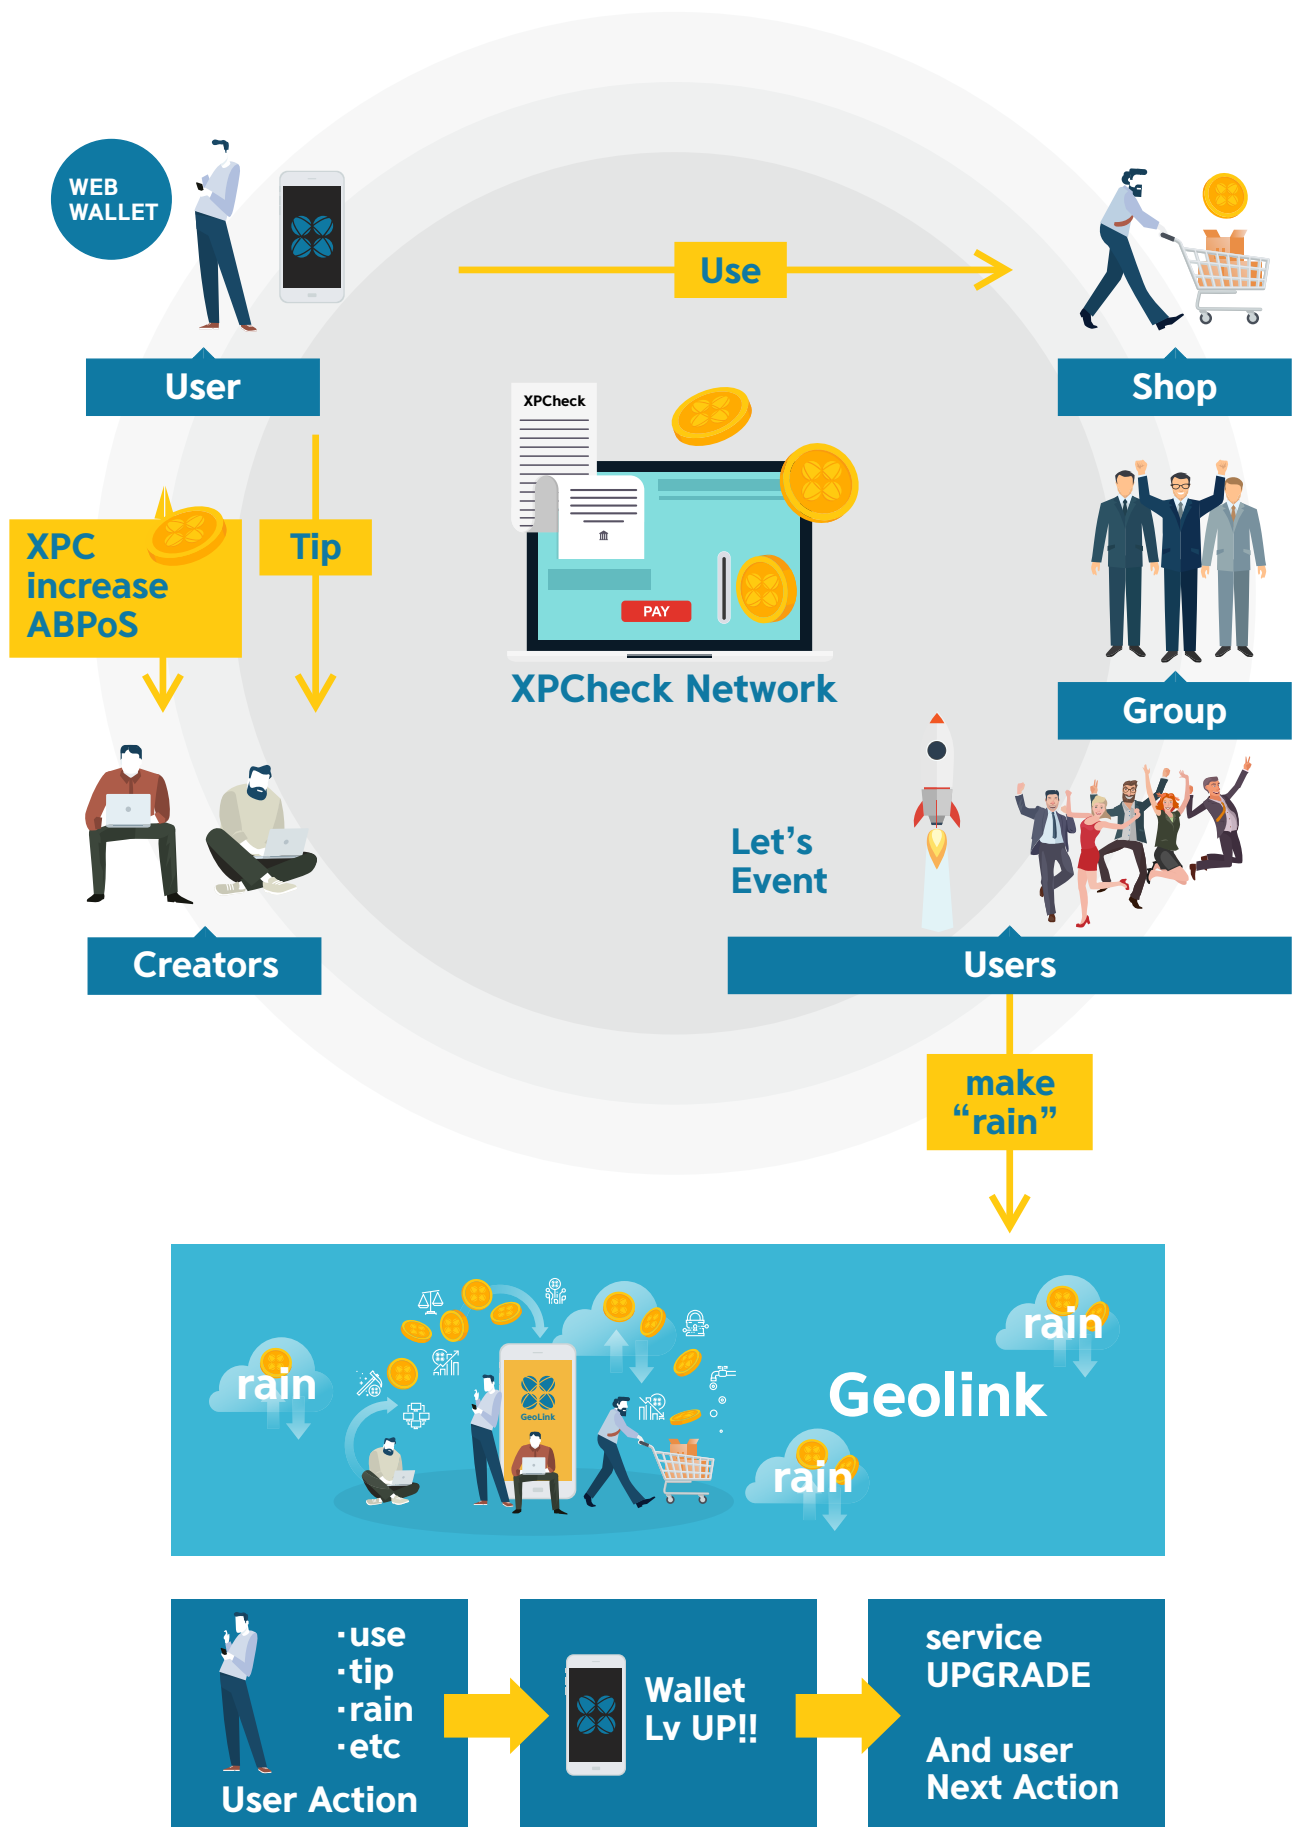 WEB
WALLET
User
Use
Shop
XPCheck
PAY
XPCheck Network
XPC
increase
ABPoS
Tip
Group
Creators
Let’s
Event
Users
make
“rain”
rain
GeoLink
rain
Geolink
rain
·use
·tip
·rain
·etc
User Action
Wallet
Lv UP!!
service
UPGRADE
And user
Next Action